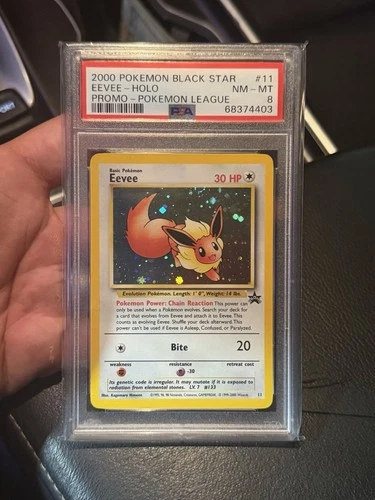 2000 POKEMON BLACK STAR #11
EEVEE-HOLO NM-MT
PROMO-POKEMON LEAGUE 8
PSA 68374403
Basic Pokémon
Eevee 30 HP
Evolution Pokémon. Length: 1' 0", Weight: 14 lbs.
PROMO
Pokémon Power: Chain Reaction This power can
only be used when a Pokémon evolves. Search your deck for
a card that evolves from Eevee and attach it to Eevee. This
counts as evolving Eevee. Shuffle your deck afterward. This
power can't be used if Eevee is Asleep, Confused, or Paralyzed.
Bite 20
weakness resistance retreat cost
-30
Its genetic code is irregular. It may mutate if it is exposed to
radiation from elemental stones. LV. 7 #133
Illus. Kagemaru Himeno
11